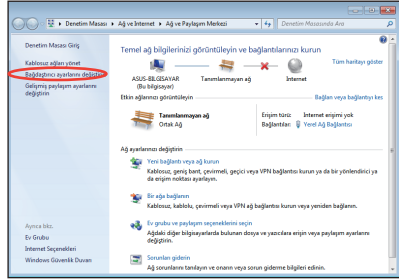 Denetim Masası ▸ Ağ ve Internet ▸ Ağ ve Paylaşım Merkezi
Denetim Masasında Ara
Denetim Masası Giriş
Kablosuz ağları yönet
Bağdaştırıcı ayarlarını değiştir
Gelişmiş paylaşım ayarlarını
değiştirin
Ayrıca bkz.
Ev Grubu
İnternet Seçenekleri
Windows Güvenlik Duvarı
Temel ağ bilgilerinizi görüntüleyin ve bağlantılarınızı kurun
Tüm haritayı göster
ASUS-BILGISAYAR
(Bu bilgisayar)
Tanımlanmayan ağ
Internet
Etkin ağlarınızı görüntüleyin
Bağlan veya bağlantıyı kes
Tanımlanmayan ağ
Ortak Ağ
Erişim türü: Internet erişimi yok
Bağlantılar: Yerel Ağ Bağlantısı
Ağ ayarlarınızı değiştirin
Yeni bağlantı veya ağ kurun
Kablosuz, geniş bant, çevirmeli, geçici veya VPN bağlantısı kurun ya da bir yönlendirici ya
da erişim noktası ayarlayın.
Bir ağa bağlanın
Kablosuz, kablolu, çevirmeli veya VPN ağ bağlantısı kurun veya yeniden bağlanın.
Ev grubu ve paylaşım seçeneklerini seçin
Ağdaki diğer bilgisayarlarda bulunan dosya ve yazıcılara erişin veya paylaşım ayarlarını
değiştirin.
Sorunları giderin
Ağ sorunlarını tanılayın ve onarın veya sorun giderme bilgileri edinin.